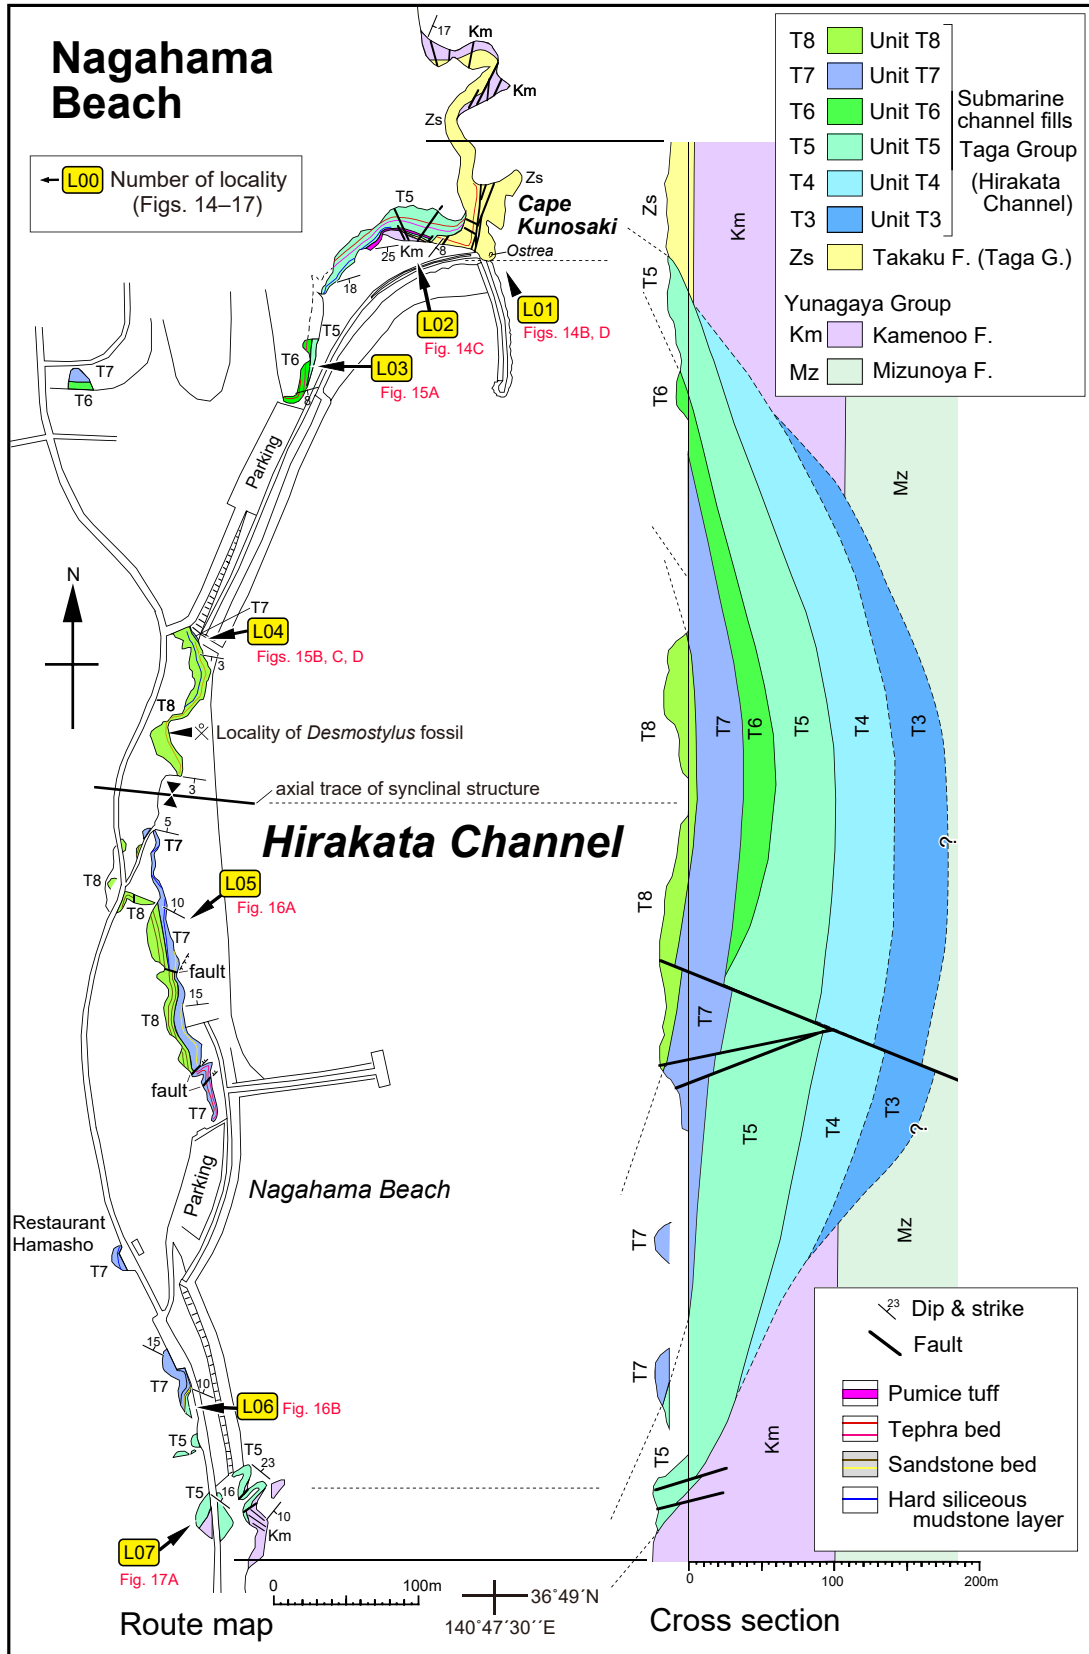 Nagahama
Beach
L00 Number of locality
(Figs. 14–17)
17
Km
Km
Zs
Zs
T5
Cape
Kunosaki
Ostrea
Km
25
8
18
L01
Figs. 14B, D
L02
Fig. 14C
T5
T6
L03
Fig. 15A
8
T7
T6
Parking
N
T7
L04
Figs. 15B, C, D
3
T8
Locality of Desmostylus fossil
3
axial trace of synclinal structure
Hirakata Channel
5
T7
T8
T8
L05
Fig. 16A
10
T7
fault
15
T8
fault
T7
Parking
Nagahama Beach
Restaurant
Hamasho
T7
15
T7
10
L06
Fig. 16B
T5
T5
23
T5
16
10
Km
L07
Fig. 17A
0
100m
36°49´N
140°47´30´´E
Route map
T8 Unit T8
T7 Unit T7
T6 Unit T6
T5 Unit T5
T4 Unit T4
T3 Unit T3
Submarine
channel fills
Taga Group
(Hirakata
Channel)
Zs Takaku F. (Taga G.)
Yunagaya Group
Km Kamenoo F.
Mz Mizunoya F.
Zs
Km
T5
T6
Mz
T8
T7
T6
T5
T4
T3
?
T8
T7
T5
T4
T3
?
T7
Mz
T7
T5
Km
0
100
200m
Cross section
23 Dip & strike
Fault
Pumice tuff
Tephra bed
Sandstone bed
Hard siliceous
mudstone layer